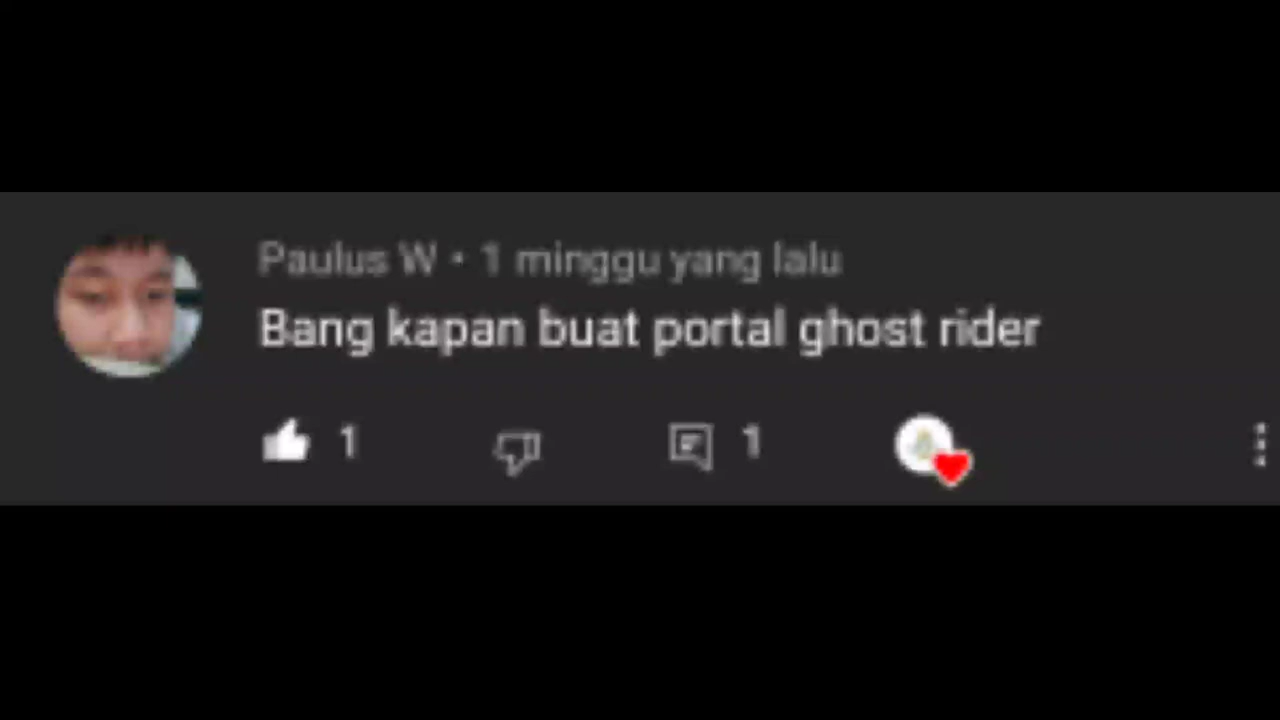 Paulus W • 1 minggu yang lalu
Bang kapan buat portal ghost rider
1 1